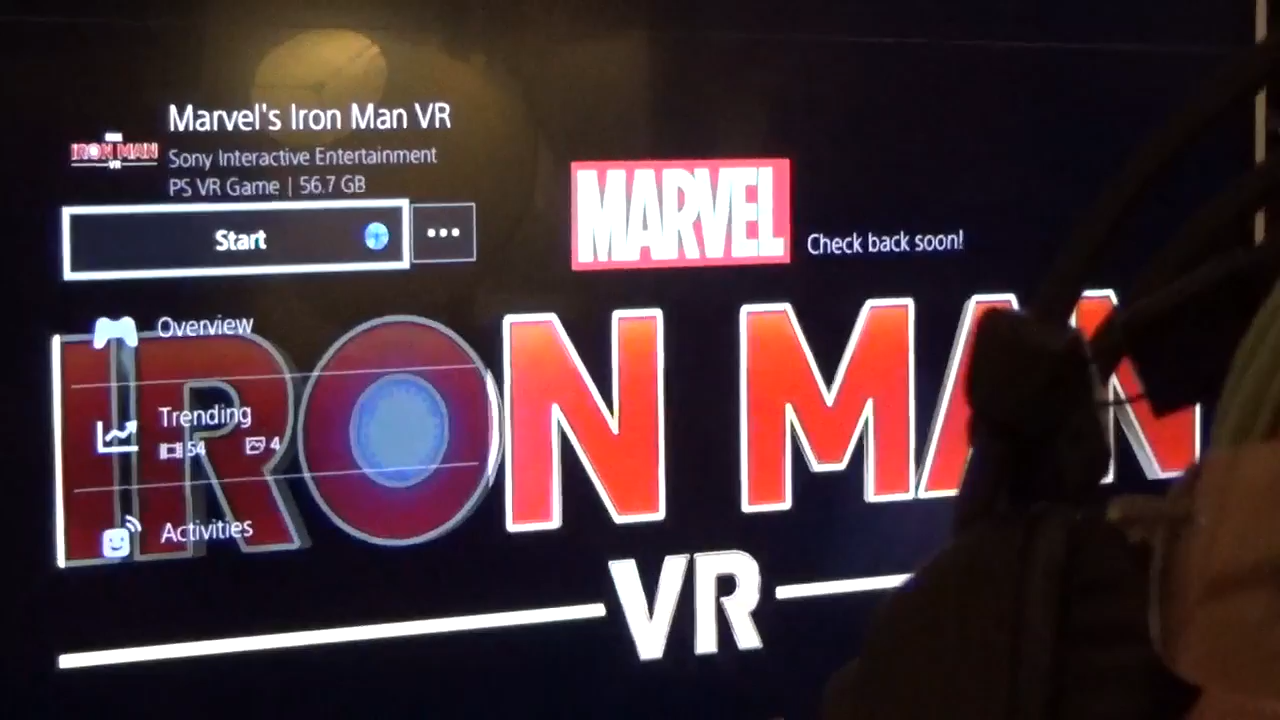 Marvel's Iron Man VR
IRON MAN
VR
Sony Interactive Entertainment
PS VR Game | 56.7 GB
Start
MARVEL
Check back soon!
IRON MAN
VR
Overview
Trending
54 4
Activities